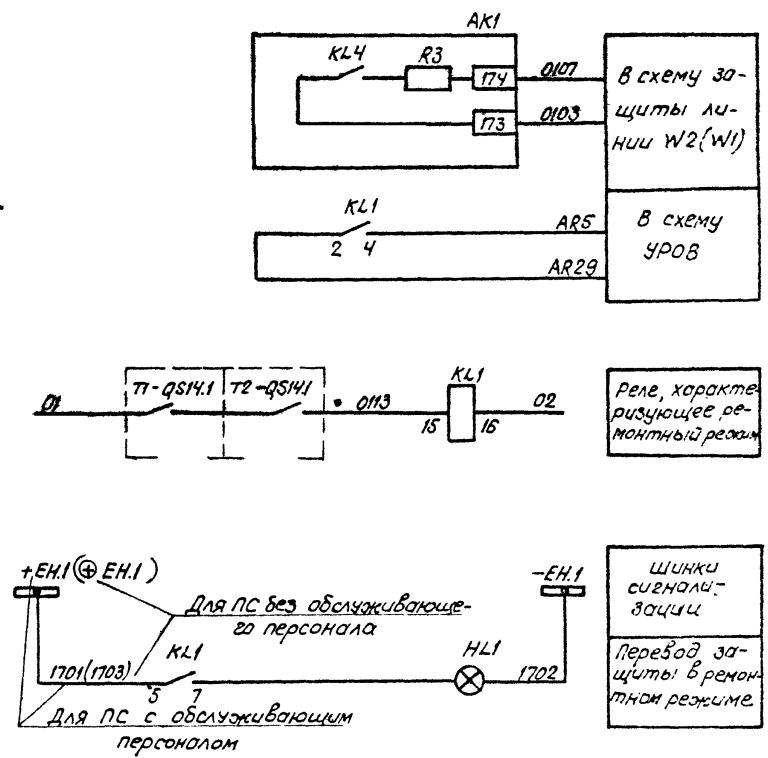 AK1
KL4
R3
П4
0107
П3
0103
В схему за-
щиты ли-
нии W2(W1)
KL1
2 4
AR5
AR29
В схему
УРОВ
01
T1-QS14.1
T2-QS14.1
0113
KL1
15
16
02
Реле, характе-
ризующее ре-
монтный режим
+EH.1(⊕ EH.1)
-EH.1
Шинки
сигнали-
зации
Для ПС без обслуживающе-
го персонала
1701(1703)
KL1
5 7
HL1
1702
Перевод за-
щиты в ремон-
тном режиме
Для ПС с обслуживающим
персоналом